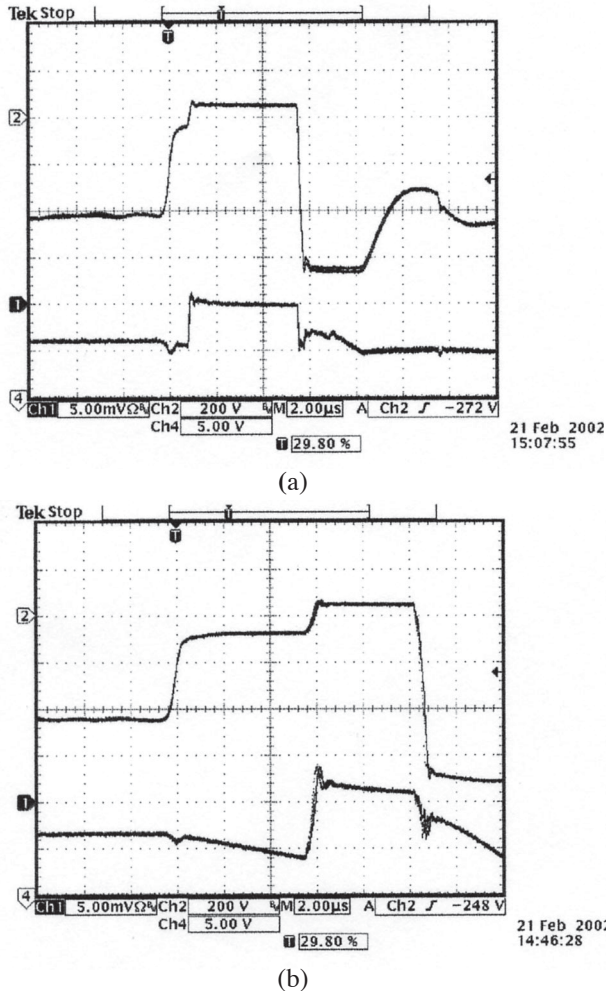 Tek Stop
T
T
2
1
4
Ch1 5.00mVΩ Ch2 200 V M 2.00µs A Ch2 ƒ −272 V
Ch4 5.00 V
T 29.80 %
21 Feb 2002
15:07:55
(a)
Tek Stop
T
T
2
1
4
Ch1 5.00mVΩ Ch2 200 V M 2.00µs A Ch2 ƒ −248 V
Ch4 5.00 V
T 29.80 %
21 Feb 2002
14:46:28
(b)